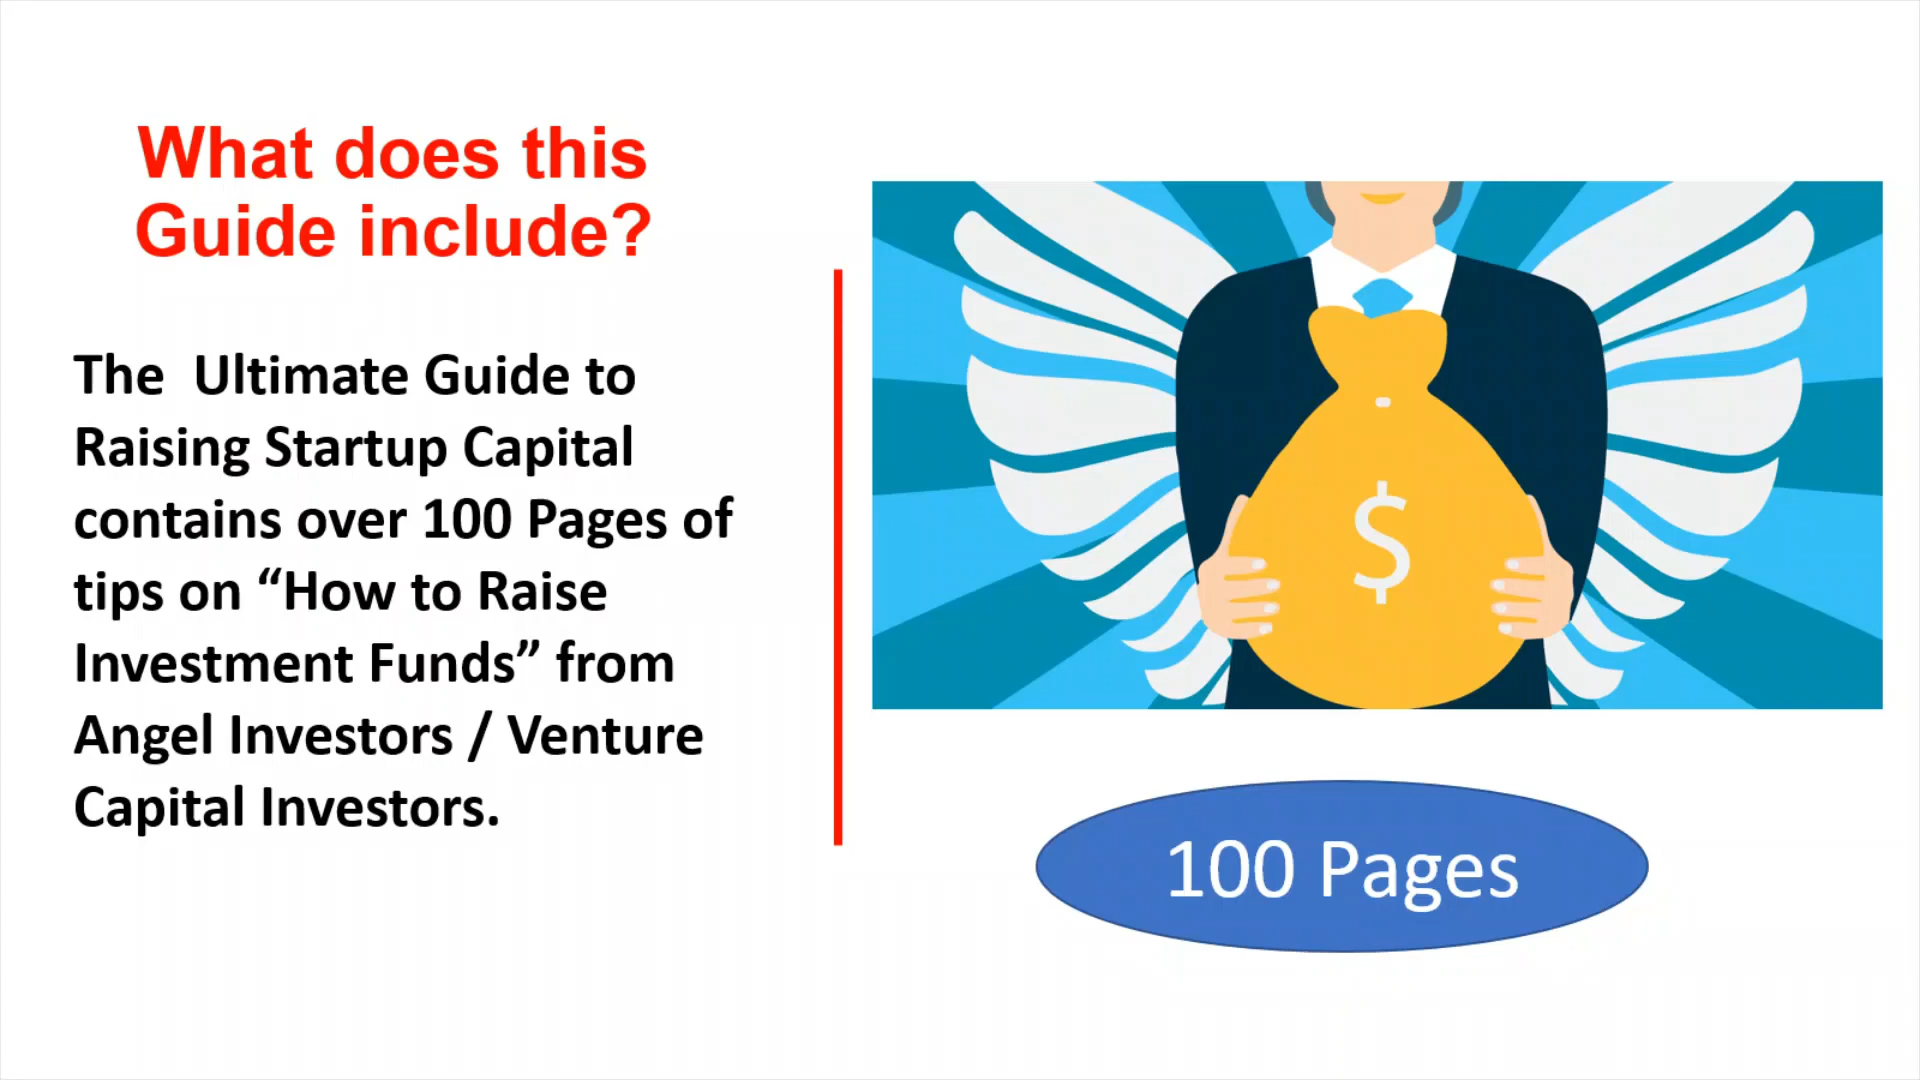 What does this
Guide include?
The  Ultimate Guide to
Raising Startup Capital
contains over 100 Pages of
tips on “How to Raise
Investment Funds” from
Angel Investors / Venture
Capital Investors.
$
100 Pages